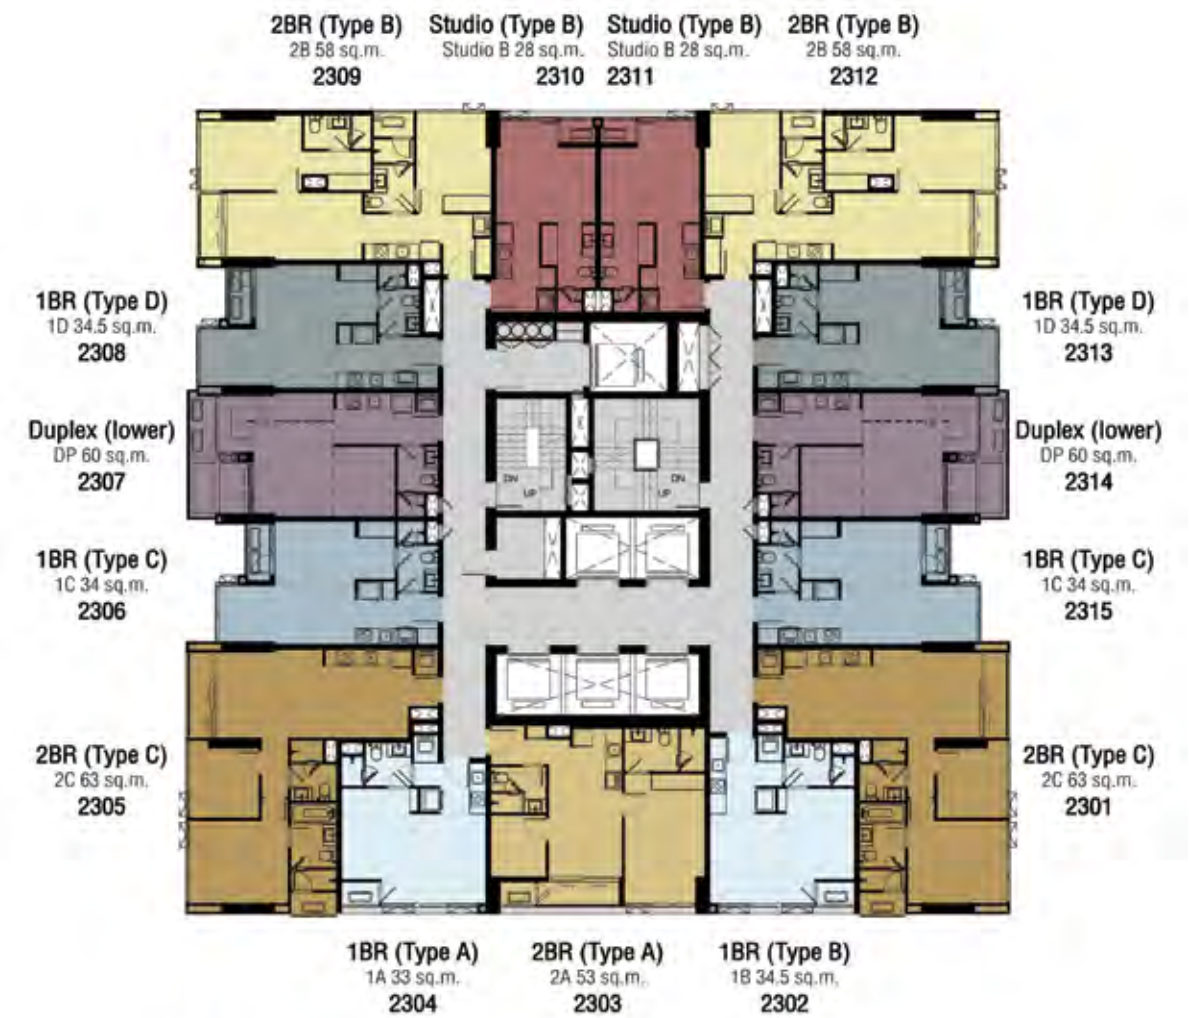 2BR (Type B)
2B 58 sq.m.
2309
Studio (Type B)
Studio B 28 sq.m.
2310
Studio (Type B)
Studio B 28 sq.m.
2311
2BR (Type B)
2B 58 sq.m.
2312
1BR (Type D)
1D 34.5 sq.m.
2308
1BR (Type D)
1D 34.5 sq.m.
2313
Duplex (lower)
DP 60 sq.m.
2307
DN
UP
DN
UP
Duplex (lower)
DP 60 sq.m.
2314
1BR (Type C)
1C 34 sq.m.
2306
1BR (Type C)
1C 34 sq.m.
2315
2BR (Type C)
2C 63 sq.m.
2305
2BR (Type C)
2C 63 sq.m.
2301
1BR (Type A)
1A 33 sq.m.
2304
2BR (Type A)
2A 53 sq.m.
2303
1BR (Type B)
1B 34.5 sq.m.
2302